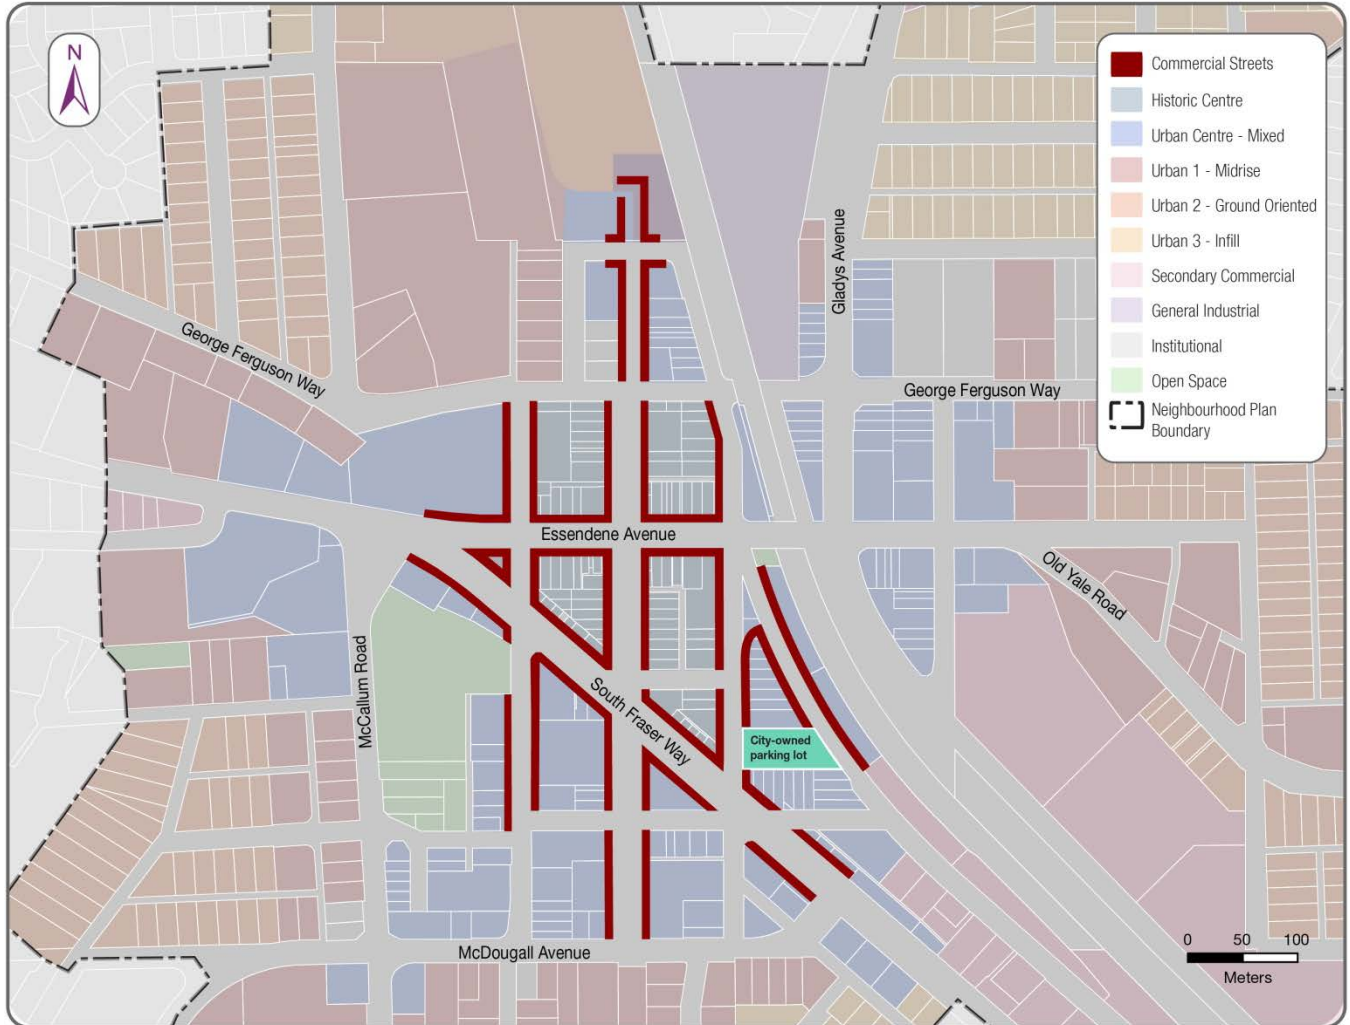 N
Commercial Streets
Historic Centre
Urban Centre - Mixed
Urban 1 - Midrise
Urban 2 - Ground Oriented
Urban 3 - Infill
Secondary Commercial
General Industrial
Institutional
Open Space
Neighbourhood Plan
Boundary
Gladys Avenue
George Ferguson Way
George Ferguson Way
Essendene Avenue
Old Yale Road
McCallum Road
South Fraser Way
City-owned
parking lot
McDougall Avenue
0 50 100
Meters